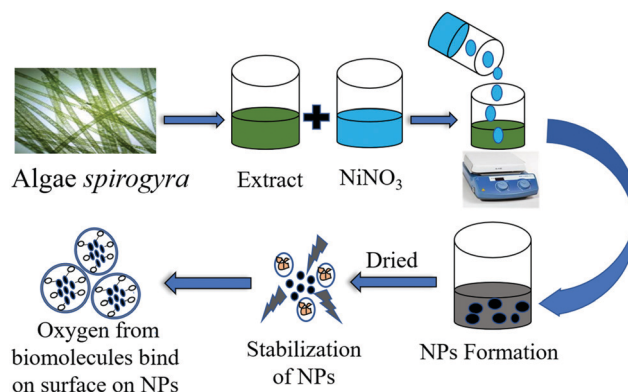 Algae spirogyra
Extract
NiNO₃
Dried
NPs Formation
Stabilization
of NPs
Oxygen from
biomolecules bind
on surface on NPs